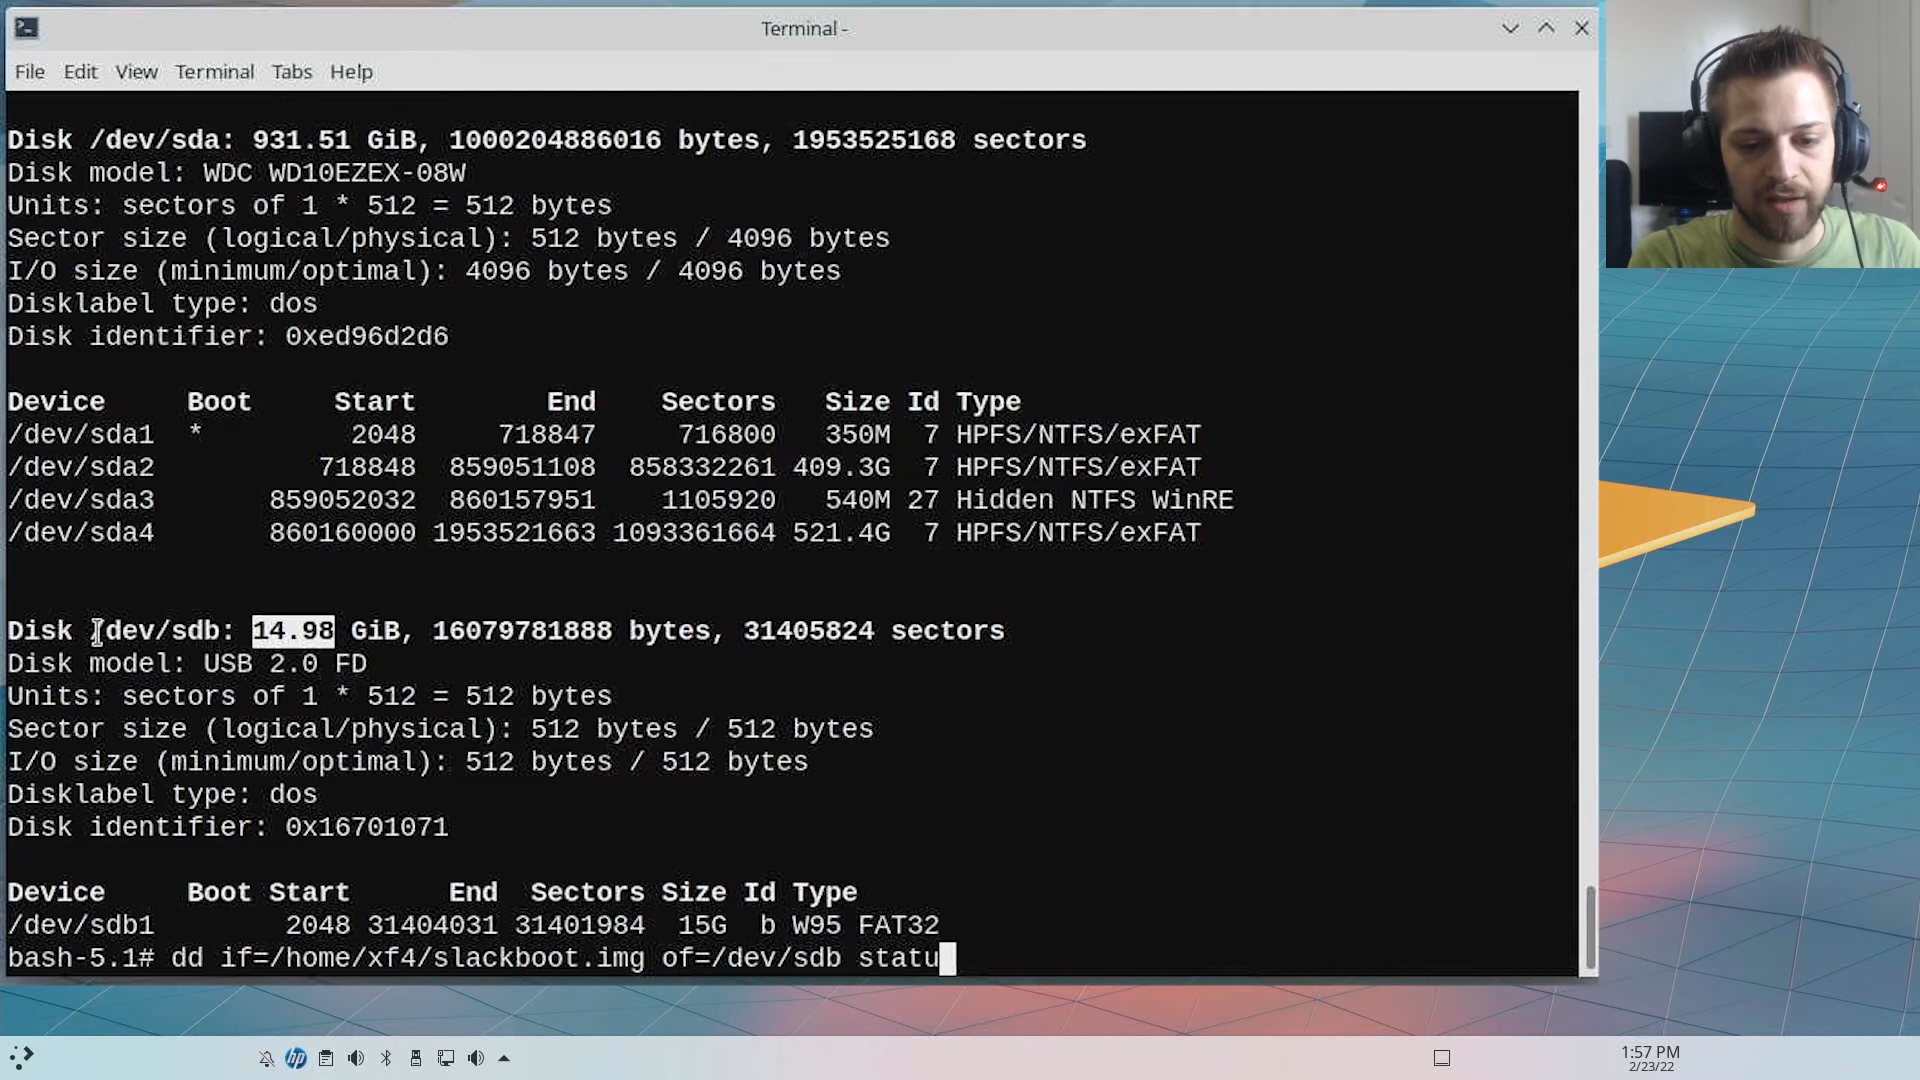 Terminal -
File Edit View Terminal Tabs Help
Disk /dev/sda: 931.51 GiB, 1000204886016 bytes, 1953525168 sectors
Disk model: WDC WD10EZEX-08W
Units: sectors of 1 * 512 = 512 bytes
Sector size (logical/physical): 512 bytes / 4096 bytes
I/O size (minimum/optimal): 4096 bytes / 4096 bytes
Disklabel type: dos
Disk identifier: 0xed96d2d6
Device Boot Start End Sectors Size Id Type
/dev/sda1 * 2048 718847 716800 350M 7 HPFS/NTFS/exFAT
/dev/sda2 718848 859051108 858332261 409.3G 7 HPFS/NTFS/exFAT
/dev/sda3 859052032 860157951 1105920 540M 27 Hidden NTFS WinRE
/dev/sda4 860160000 1953521663 1093361664 521.4G 7 HPFS/NTFS/exFAT
Disk /dev/sdb: 14.98 GiB, 16079781888 bytes, 31405824 sectors
Disk model: USB 2.0 FD
Units: sectors of 1 * 512 = 512 bytes
Sector size (logical/physical): 512 bytes / 512 bytes
I/O size (minimum/optimal): 512 bytes / 512 bytes
Disklabel type: dos
Disk identifier: 0x16701071
Device Boot Start End Sectors Size Id Type
/dev/sdb1 2048 31404031 31401984 15G b W95 FAT32
bash-5.1# dd if=/home/xf4/slackboot.img of=/dev/sdb statu
hp
1:57 PM
2/23/22